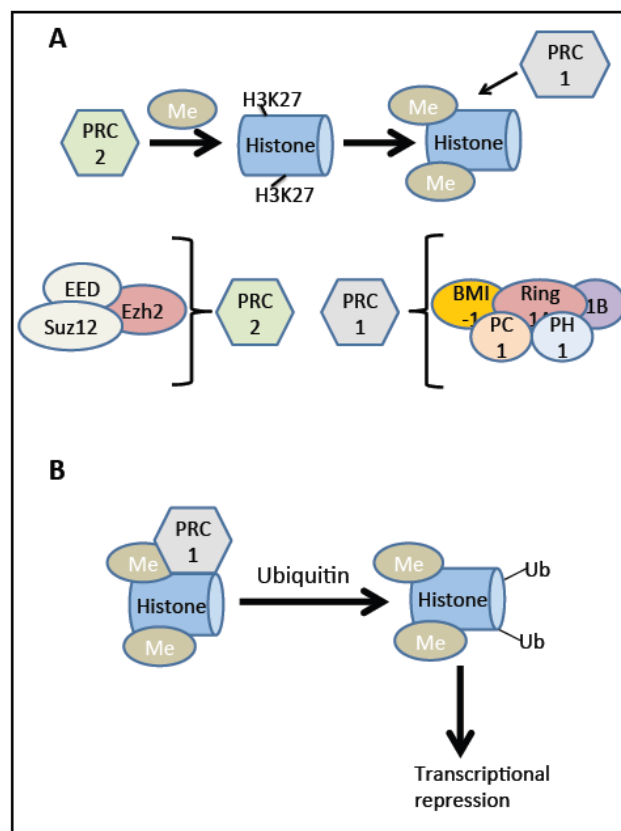 A
PRC
1
Me
H3K27
Me
PRC
2
Histone
Histone
H3K27
Me
EED
Ezh2
Suz12
PRC
2
PRC
1
BMI
-1
Ring
1B
PC
1
PH
1
B
PRC
1
Me
Histone
Me
Ubiquitin
Me
Histone
Me
Ub
Ub
Transcriptional
repression